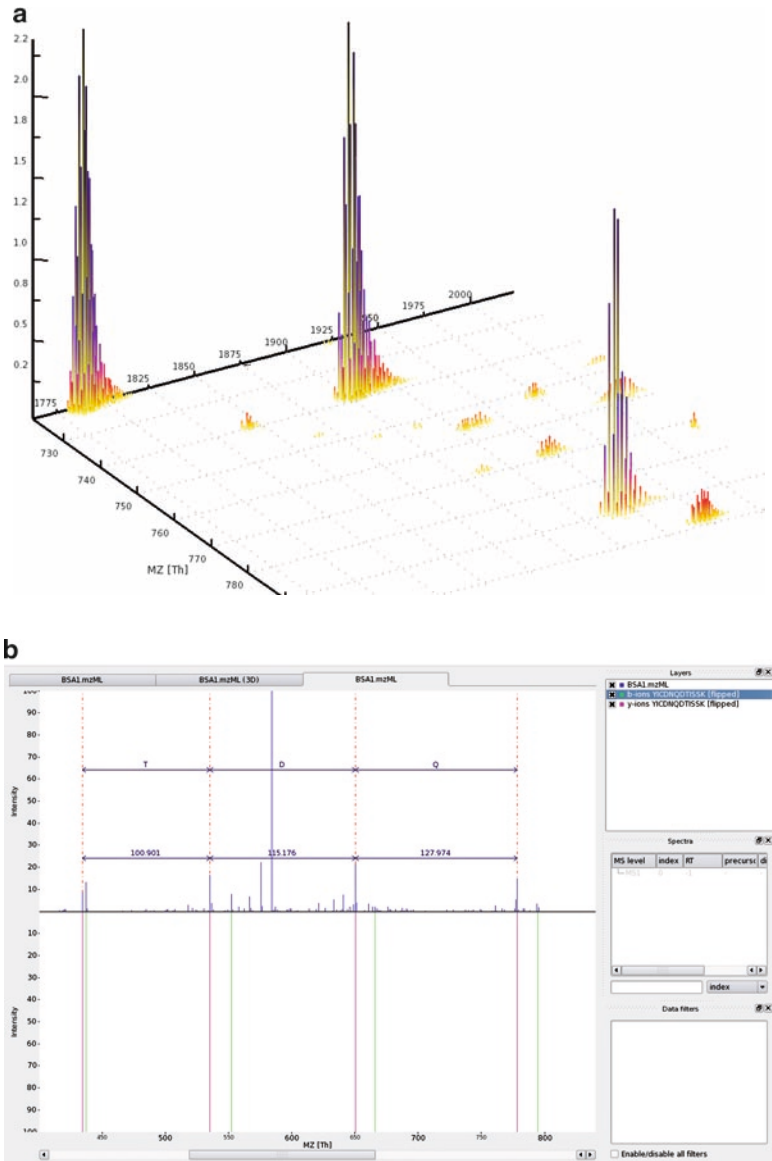 a
2.2
2.0
1.8
1.5
1.2
1.0
0.8
0.5
0.2
1775
1825
1850
1875
1900
1925
1975
2000
730
740
750
760
770
780
MZ [Th]
b
BSA1.mzML
BSA1.mzML (3D)
BSA1.mzML
90
80
70
60
50
40
30
20
10
T
D
Q
100.901
115.176
127.974
Intensity
10
20
30
40
50
60
70
80
90
Intensity
450
500
550
600
650
700
750
800
MZ [Th]
Layers
BSA1.mzML
b-ions YICDNQDTISSK [flipped]
y-ions YICDNQDTISSK [flipped]
Spectra
MS level index RT precurs di
MS1 0 -1
index
Data filters
Enable/disable all filters